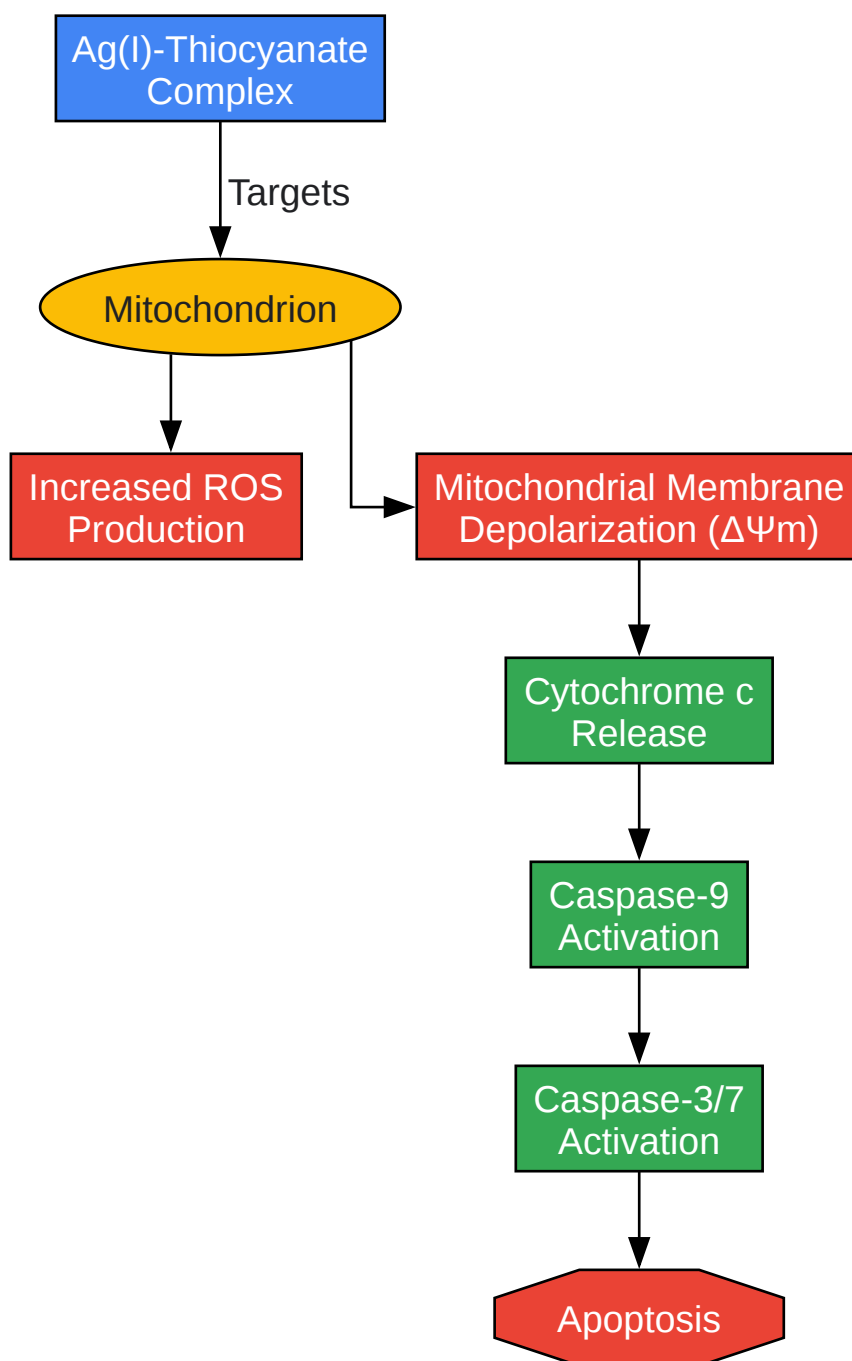 Ag(I)-Thiocyanate
Complex
Targets
Mitochondrion
Increased ROS
Production
Mitochondrial Membrane
Depolarization (ΔΨm)
Cytochrome c
Release
Caspase-9
Activation
Caspase-3/7
Activation
Apoptosis